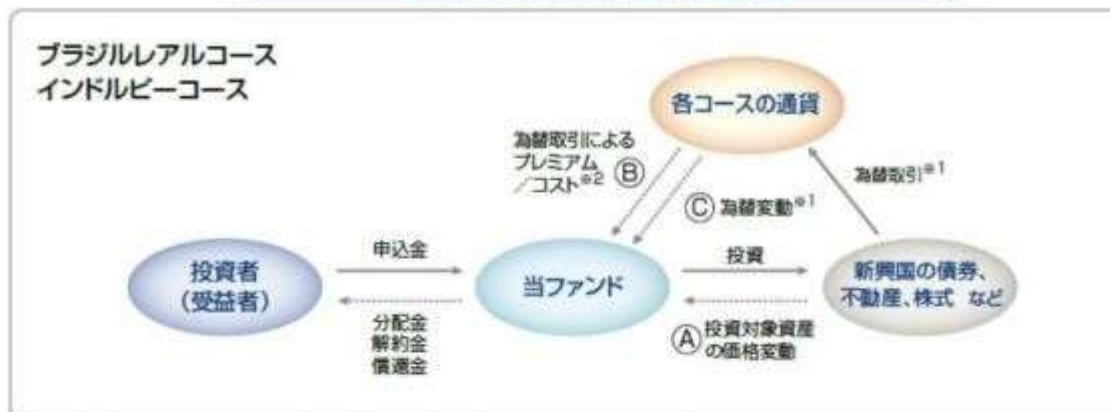 ブラジルレアルコース
インドルピーコース
各コースの通貨
為替取引による
プレミアム
／コスト※2
Ⓑ
為替取引※1
Ⓒ 為替変動※1
投資者
(受益者)
申込金
分配金
解約金
償還金
当ファンド
投資
Ⓐ 投資対象資産
の価格変動
新興国の債券、
不動産、株式 など